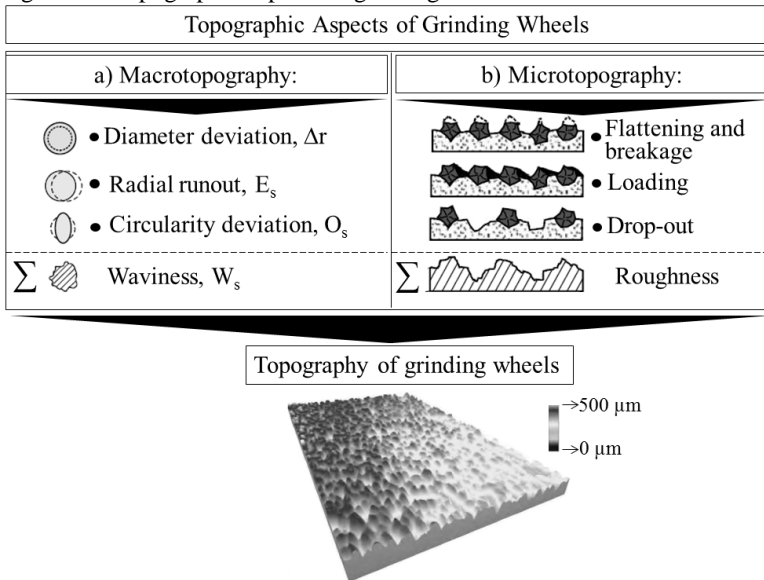 Topographic Aspects of Grinding Wheels
a) Macrotopography:
• Diameter deviation, Δr
• Radial runout, Eₛ
• Circularity deviation, Oₛ
∑ Waviness, Wₛ
b) Microtopography:
• Flattening and
breakage
• Loading
• Drop-out
∑ Roughness
Topography of grinding wheels
→500 µm
→0 µm